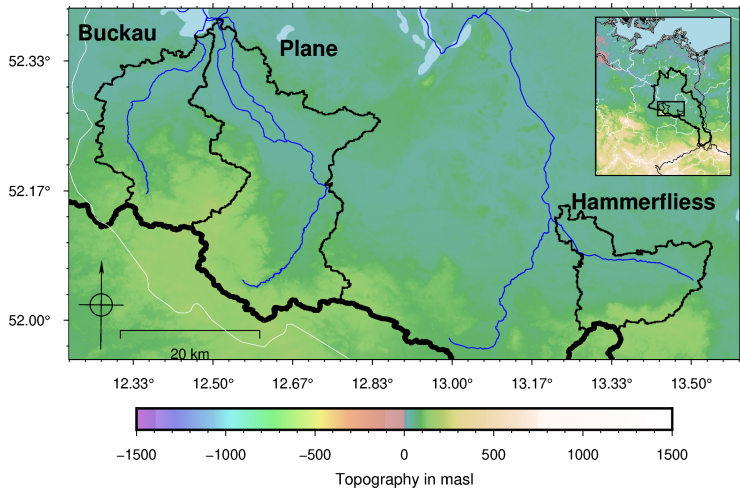 Buckau
Plane
52.33°
52.17°
Hammerfliess
52.00°
20 km
12.33° 12.50° 12.67° 12.83° 13.00° 13.17° 13.33° 13.50°
−1500 −1000 −500 0 500 1000 1500
Topography in masl